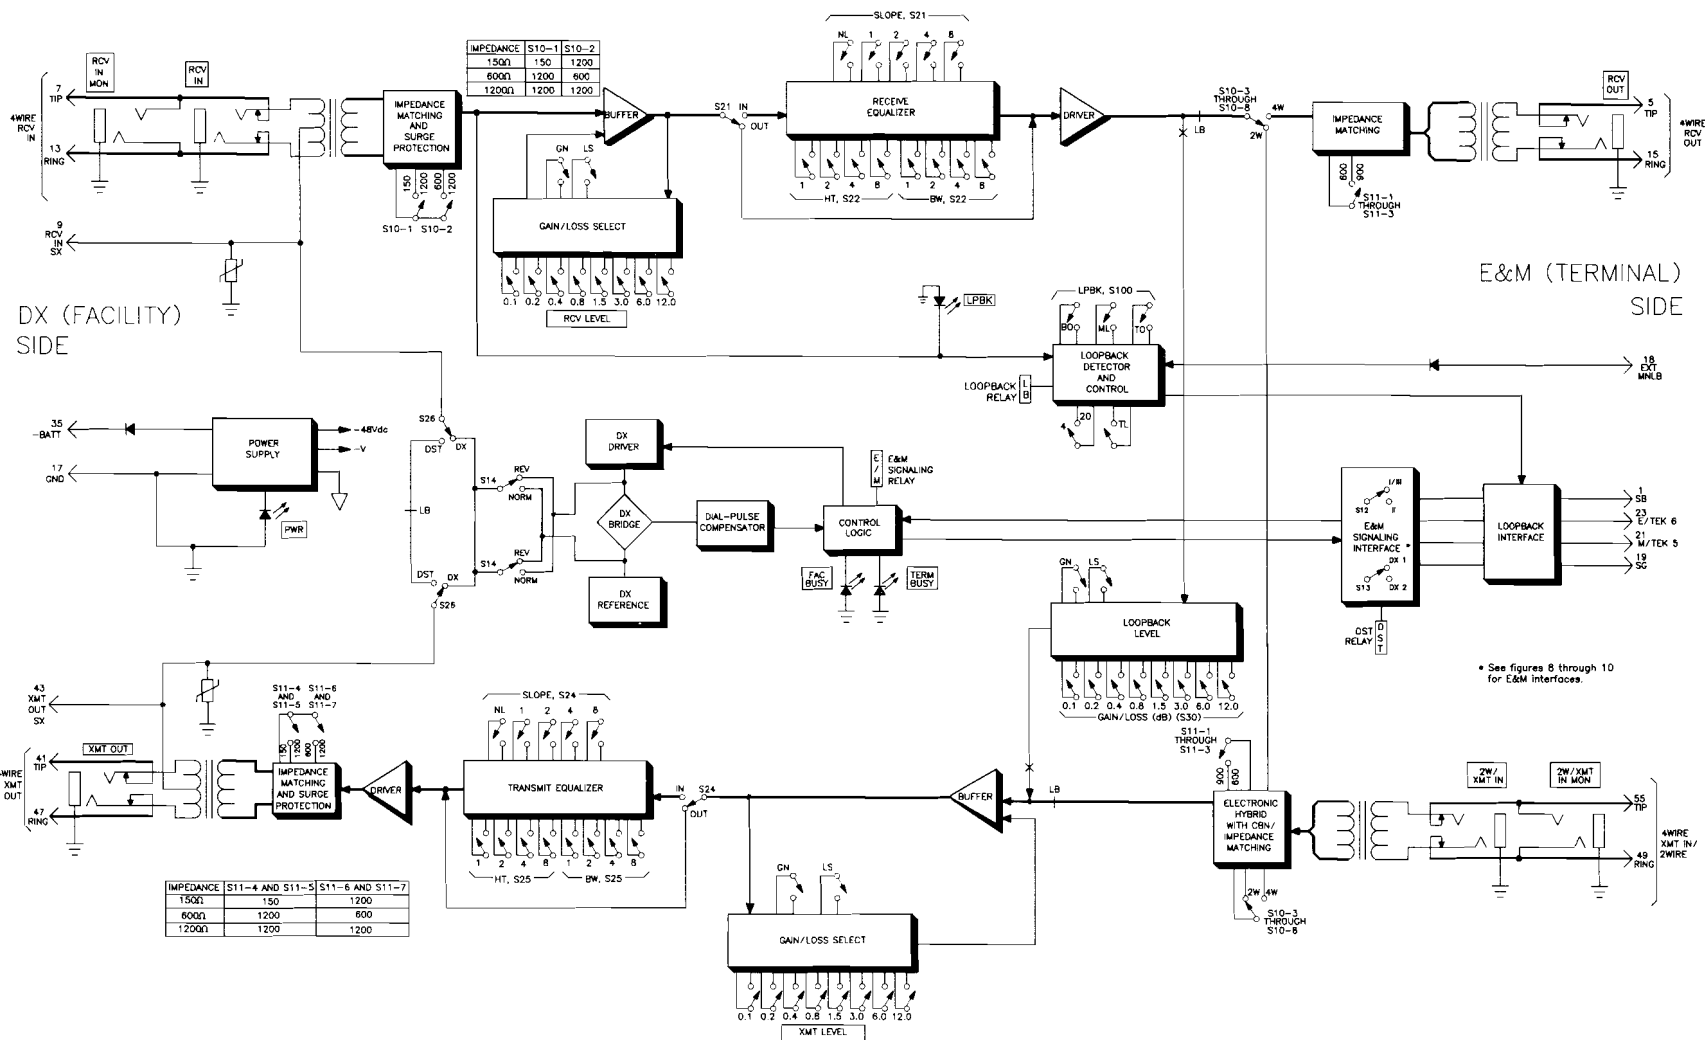 SLOPE, S21
NL 1 2 4 8
RCV
IN
MON
RCV
IN
7
TIP
4WIRE
RCV
IN
13
RING
IMPEDANCE S10-1 S10-2
150Ω 150 1200
600Ω 1200 600
1200Ω 1200 1200
IMPEDANCE
MATCHING
AND
SURGE
PROTECTION
150 1200 600 1200
S10-1 S10-2
BUFFER
GN LS
GAIN/LOSS SELECT
0.1 0.2 0.4 0.8 1.5 3.0 6.0 12.0
RCV LEVEL
S21 IN
OUT
RECEIVE
EQUALIZER
1 2 4 8 1 2 4 8
HT, S22 BW, S22
DRIVER
LB
S10-3
THROUGH
S10-8
4W
2W
IMPEDANCE
MATCHING
600 900
S11-1
THROUGH
S11-3
RCV
OUT
5
TIP
4WIRE
RCV
OUT
15
RING
9
RCV
IN
SX
DX (FACILITY)
SIDE
E&M (TERMINAL)
SIDE
LPBK
LPBK, S100
BO ML TO
LOOPBACK
DETECTOR
AND
CONTROL
LOOPBACK
RELAY
L
B
4 20 TL
18
EXT
MNLB
35
-BATT
17
GND
POWER
SUPPLY
-48Vdc
-V
PWR
S26
DST DX
LB
S14 REV
NORM
DX
DRIVER
DX
BRIDGE
DX
REFERENCE
DIAL-PULSE
COMPENSATOR
CONTROL
LOGIC
E
/
M
E&M
SIGNALING
RELAY
FAC
BUSY
TERM
BUSY
S14 REV
NORM
DST DX
S25
I/III
S12 II
E&M
SIGNALING
INTERFACE •
DX 1
S13 DX 2
DST
RELAY
D
S
T
LOOPBACK
INTERFACE
1
SB
23
E/TEK 6
21
M/TEK 5
19
SG
• See figures 8 through 10
for E&M interfaces.
GN LS
LOOPBACK
LEVEL
0.1 0.2 0.4 0.8 1.5 3.0 6.0 12.0
GAIN/LOSS (dB) (S30)
43
XMT
OUT
SX
XMT OUT
41
TIP
4WIRE
XMT
OUT
47
RING
S11-4
AND
S11-5
S11-6
AND
S11-7
150 1200 600 1200
IMPEDANCE
MATCHING
AND SURGE
PROTECTION
DRIVER
SLOPE, S24
NL 1 2 4 8
TRANSMIT EQUALIZER
1 2 4 8 1 2 4 8
HT, S25 BW, S25
IN S24
OUT
BUFFER
LB
GN LS
GAIN/LOSS SELECT
0.1 0.2 0.4 0.8 1.5 3.0 6.0 12.0
XMT LEVEL
S11-1
THROUGH
S11-3
900 600
ELECTRONIC
HYBRID
WITH CBN/
IMPEDANCE
MATCHING
2W 4W
S10-3
THROUGH
S10-8
2W/
XMT IN
2W/XMT
IN MON
55
TIP
4WIRE
XMT IN/
2WIRE
49
RING
IMPEDANCE S11-4 AND S11-5 S11-6 AND S11-7
150Ω 150 1200
600Ω 1200 600
1200Ω 1200 1200